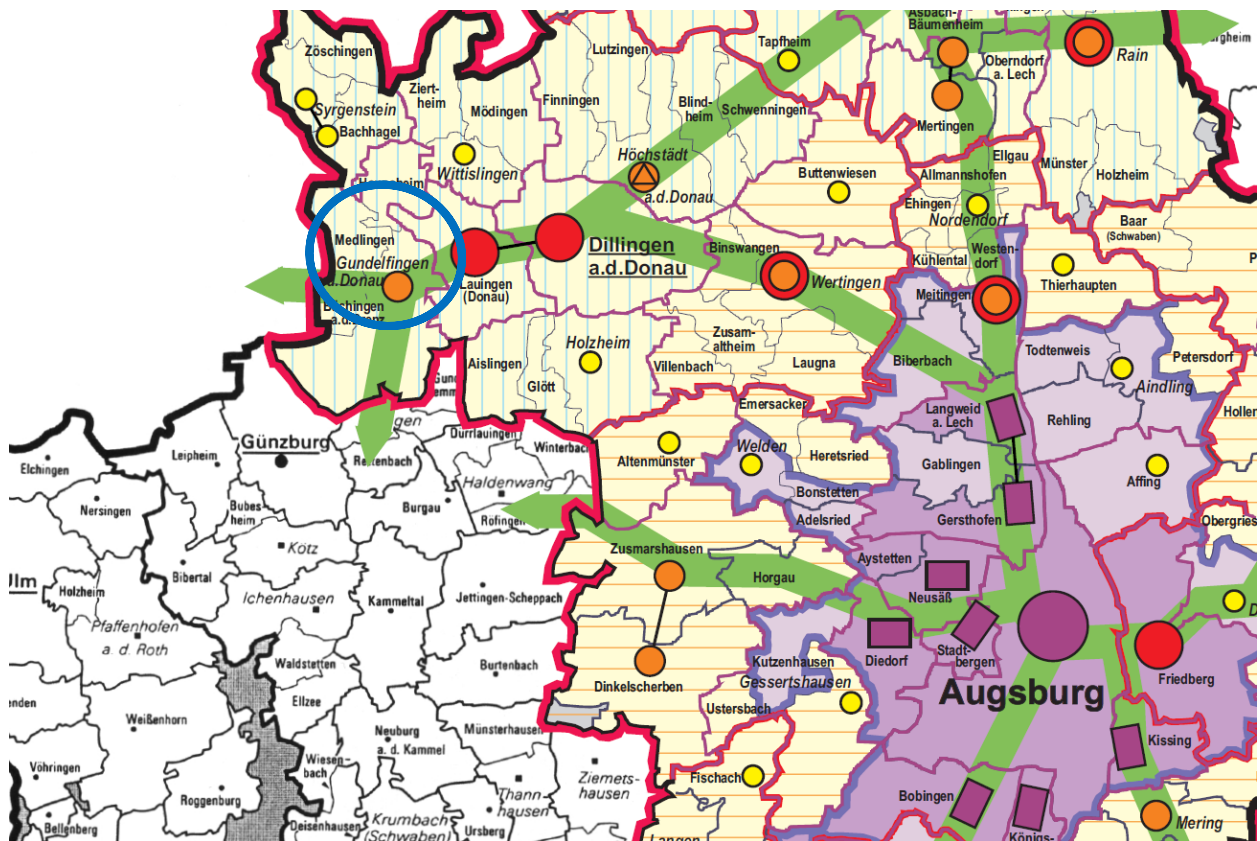 Asbach-
Bäumenheim
Zöschingen
Lutzingen
Tapfheim
Rain
Oberndorf
a. Lech
Ziert-
heim
Mödingen
Finningen
Blind-
heim
Schwenningen
Syrgenstein
Bachhagel
Mertingen
Höchstädt
a.d.Donau
Wittislingen
Buttenwiesen
Ellgau
Allmannshofen
Münster
Holzheim
Ehingen
Nordendorf
Baar
(Schwaben)
Medlingen
Gundelfingen
a.d.Donau
Dillingen
a.d.Donau
Binswangen
Wertingen
Westen-
dorf
Kühlental
Thierhaupten
Lauingen
(Donau)
Meitingen
Bächingen
a.d.Brenz
Holzheim
Zusam-
altheim
Aislingen
Glött
Villenbach
Laugna
Biberbach
Todtenweis
Petersdorf
Aindling
Emersacker
Langweid
a. Lech
Rehling
Günzburg
Durrlauingen
Winterbach
Welden
Heretsried
Gablingen
Altenmünster
Affing
Elchingen
Leipheim
Haldenwang
Burgau
Bonstetten
Adelsried
Gersthofen
Nersingen
Bubes-
heim
Röfingen
Obergries
Kötz
Zusmarshausen
Horgau
Aystetten
Bibertal
Ulm
Holzheim
Ichenhausen
Kammeltal
Jettingen-Scheppach
Neusäß
Pfaffenhofen
a. d. Roth
Waldstetten
Burtenbach
Dinkelscherben
Kutzenhausen
Gessertshausen
Diedorf
Stadt-
bergen
Friedberg
Augsburg
Ellzee
Ustersbach
Weißenhorn
Neuburg
a. d. Kammel
Münsterhausen
Kissing
Wiesen-
bach
Vöhringen
Ziemets-
hausen
Fischach
Roggenburg
Thann-
hausen
Bobingen
Bellenberg
Deisenhausen
Krumbach
(Schwaben)
Ursberg
Langen
Königs-
Mering